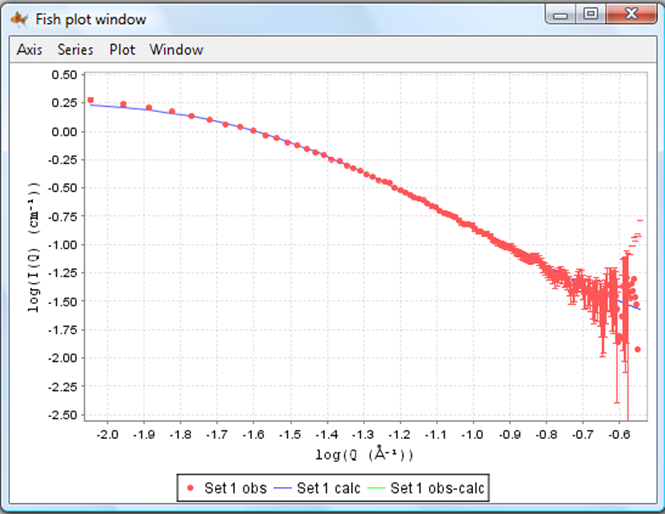 Fish plot window
Axis Series Plot Window
0.50
0.25
0.00
-0.25
-0.50
-0.75
-1.00
-1.25
-1.50
-1.75
-2.00
-2.25
-2.50
log(I(Q) (cm⁻¹))
-2.0 -1.9 -1.8 -1.7 -1.6 -1.5 -1.4 -1.3 -1.2 -1.1 -1.0 -0.9 -0.8 -0.7 -0.6
log(Q (Å⁻¹))
Set 1 obs Set 1 calc Set 1 obs-calc